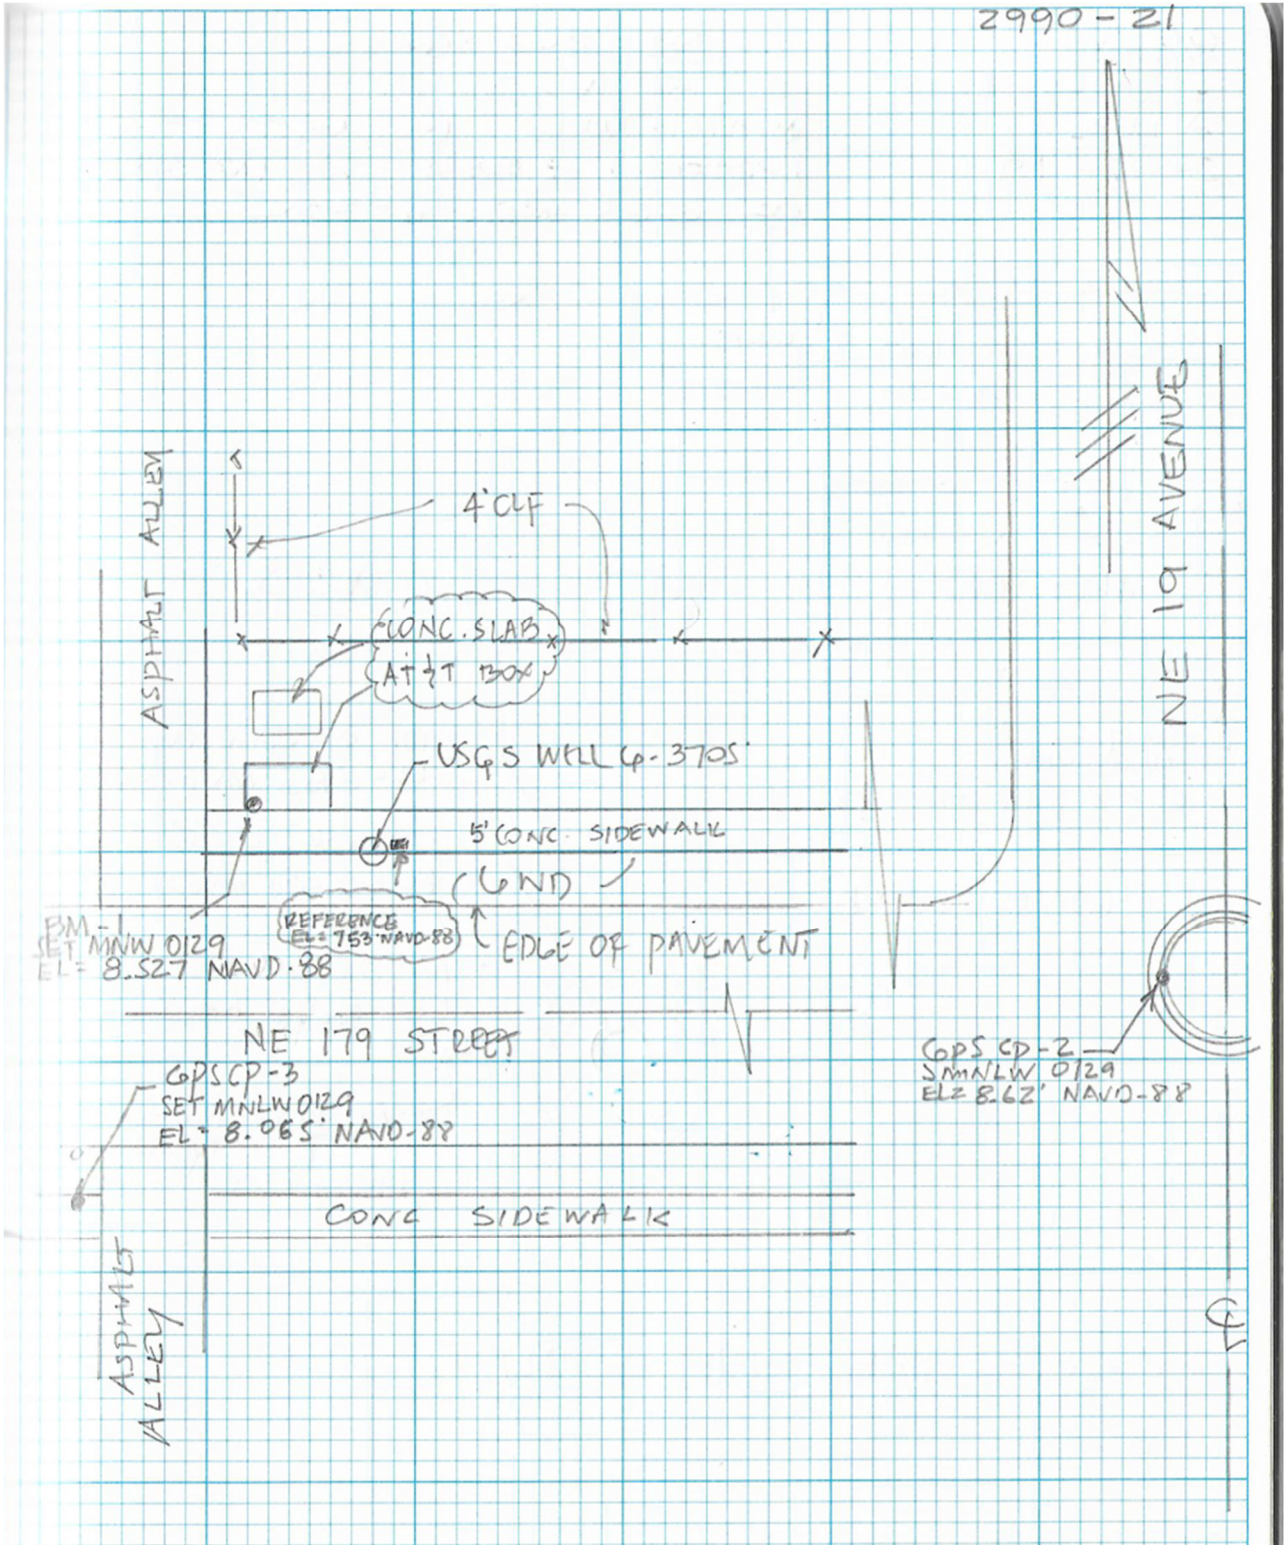 2990-21
NE 19 AVENUE
ASPHALT ALLEY
4' CLF
CONC. SLAB
AT&T BOX
USGS WELL G-3705
5' CONC. SIDEWALK
GND
REFERENCE
EL= 7.53' NAVD-88
EDGE OF PAVEMENT
BM-1
SET MNW 0129
EL= 8.527 NAVD.88
NE 179 STREET
GPS CP-2
SMNLW 0129
EL= 8.62' NAVD-88
GPS CP-3
SET MNLW 0129
EL= 8.065' NAVD-88
CONC SIDEWALK
ASPHALT
ALLEY